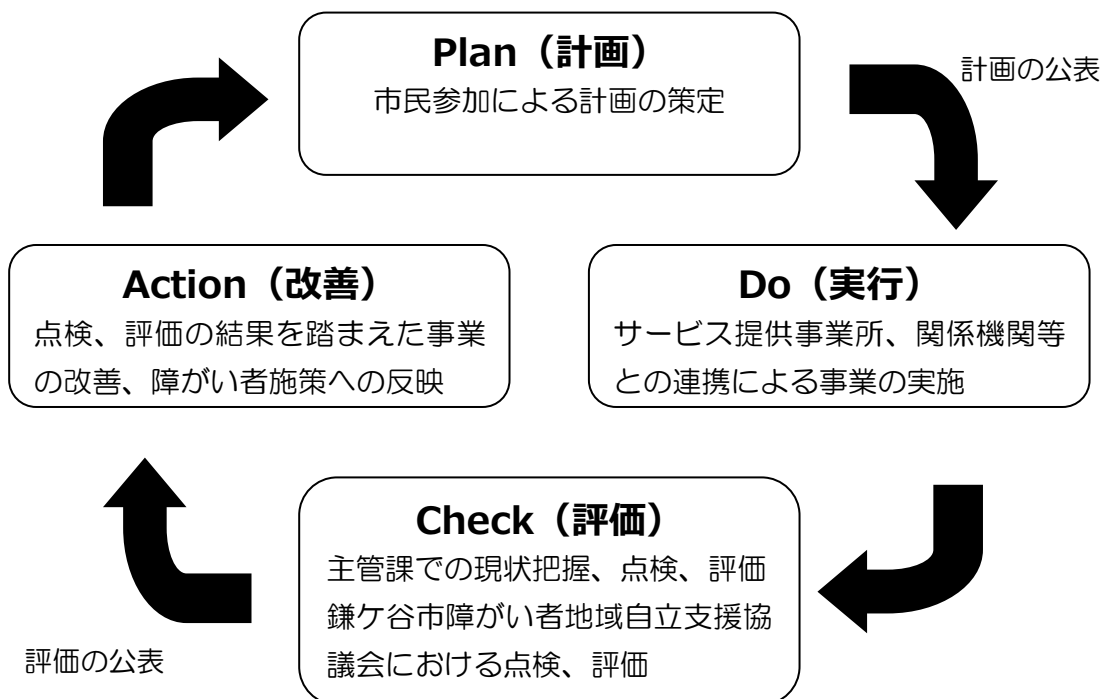 Plan（計画）
市民参加による計画の策定
計画の公表
Action（改善）
点検、評価の結果を踏まえた事業
の改善、障がい者施策への反映
Do（実行）
サービス提供事業所、関係機関等
との連携による事業の実施
Check（評価）
主管課での現状把握、点検、評価
鎌ケ谷市障がい者地域自立支援協
議会における点検、評価
評価の公表